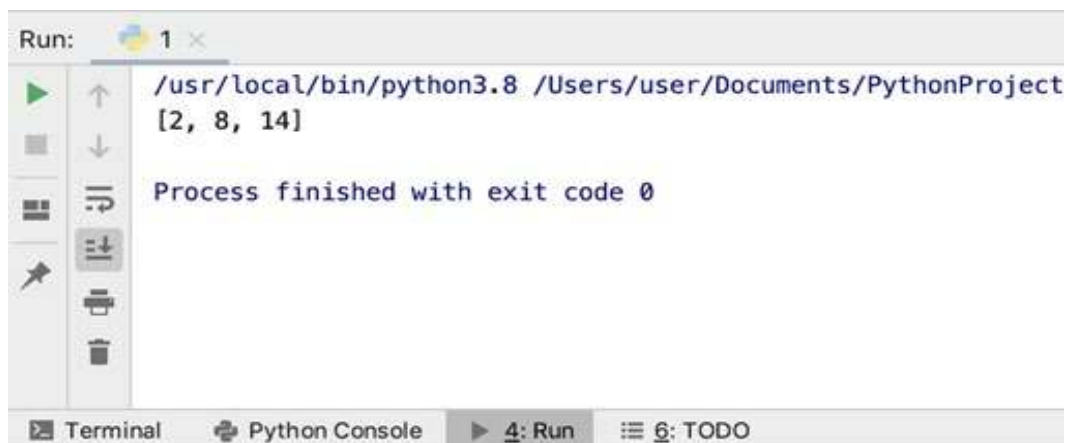 Run: 1
/usr/local/bin/python3.8 /Users/user/Documents/PythonProject
[2, 8, 14]
Process finished with exit code 0
Terminal Python Console 4: Run 6: TODO